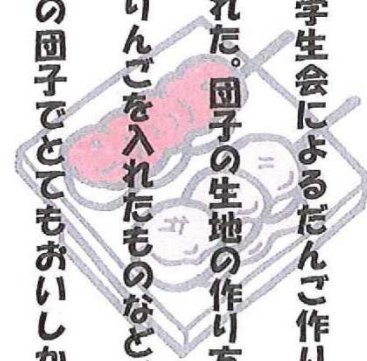 学生会によるだんご作り
れた。団子の生地の作り方
りんごを入れたものなど
の団子でとてもおいしか